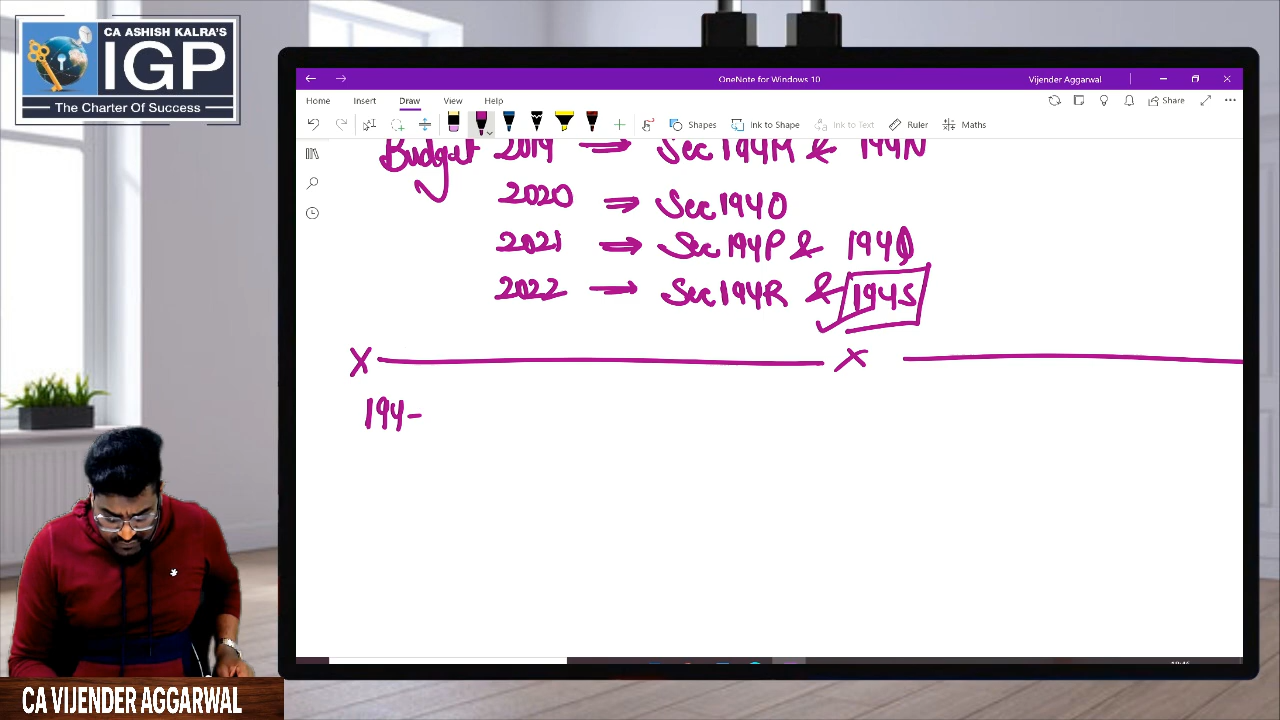 CA ASHISH KALRA'S
IGP
The Charter Of Success
OneNote for Windows 10
Vijender Aggarwal
Home Insert Draw View Help
Share
Shapes Ink to Shape Ink to Text Ruler Maths
Budget 2019 ⟶ Sec 194M & 194N
2020 ⟹ Sec 194O
2021 ⟹ Sec 194P & 194Q
2022 ⟶ Sec 194R & 194S
X X
194-
CA VIJENDER AGGARWAL